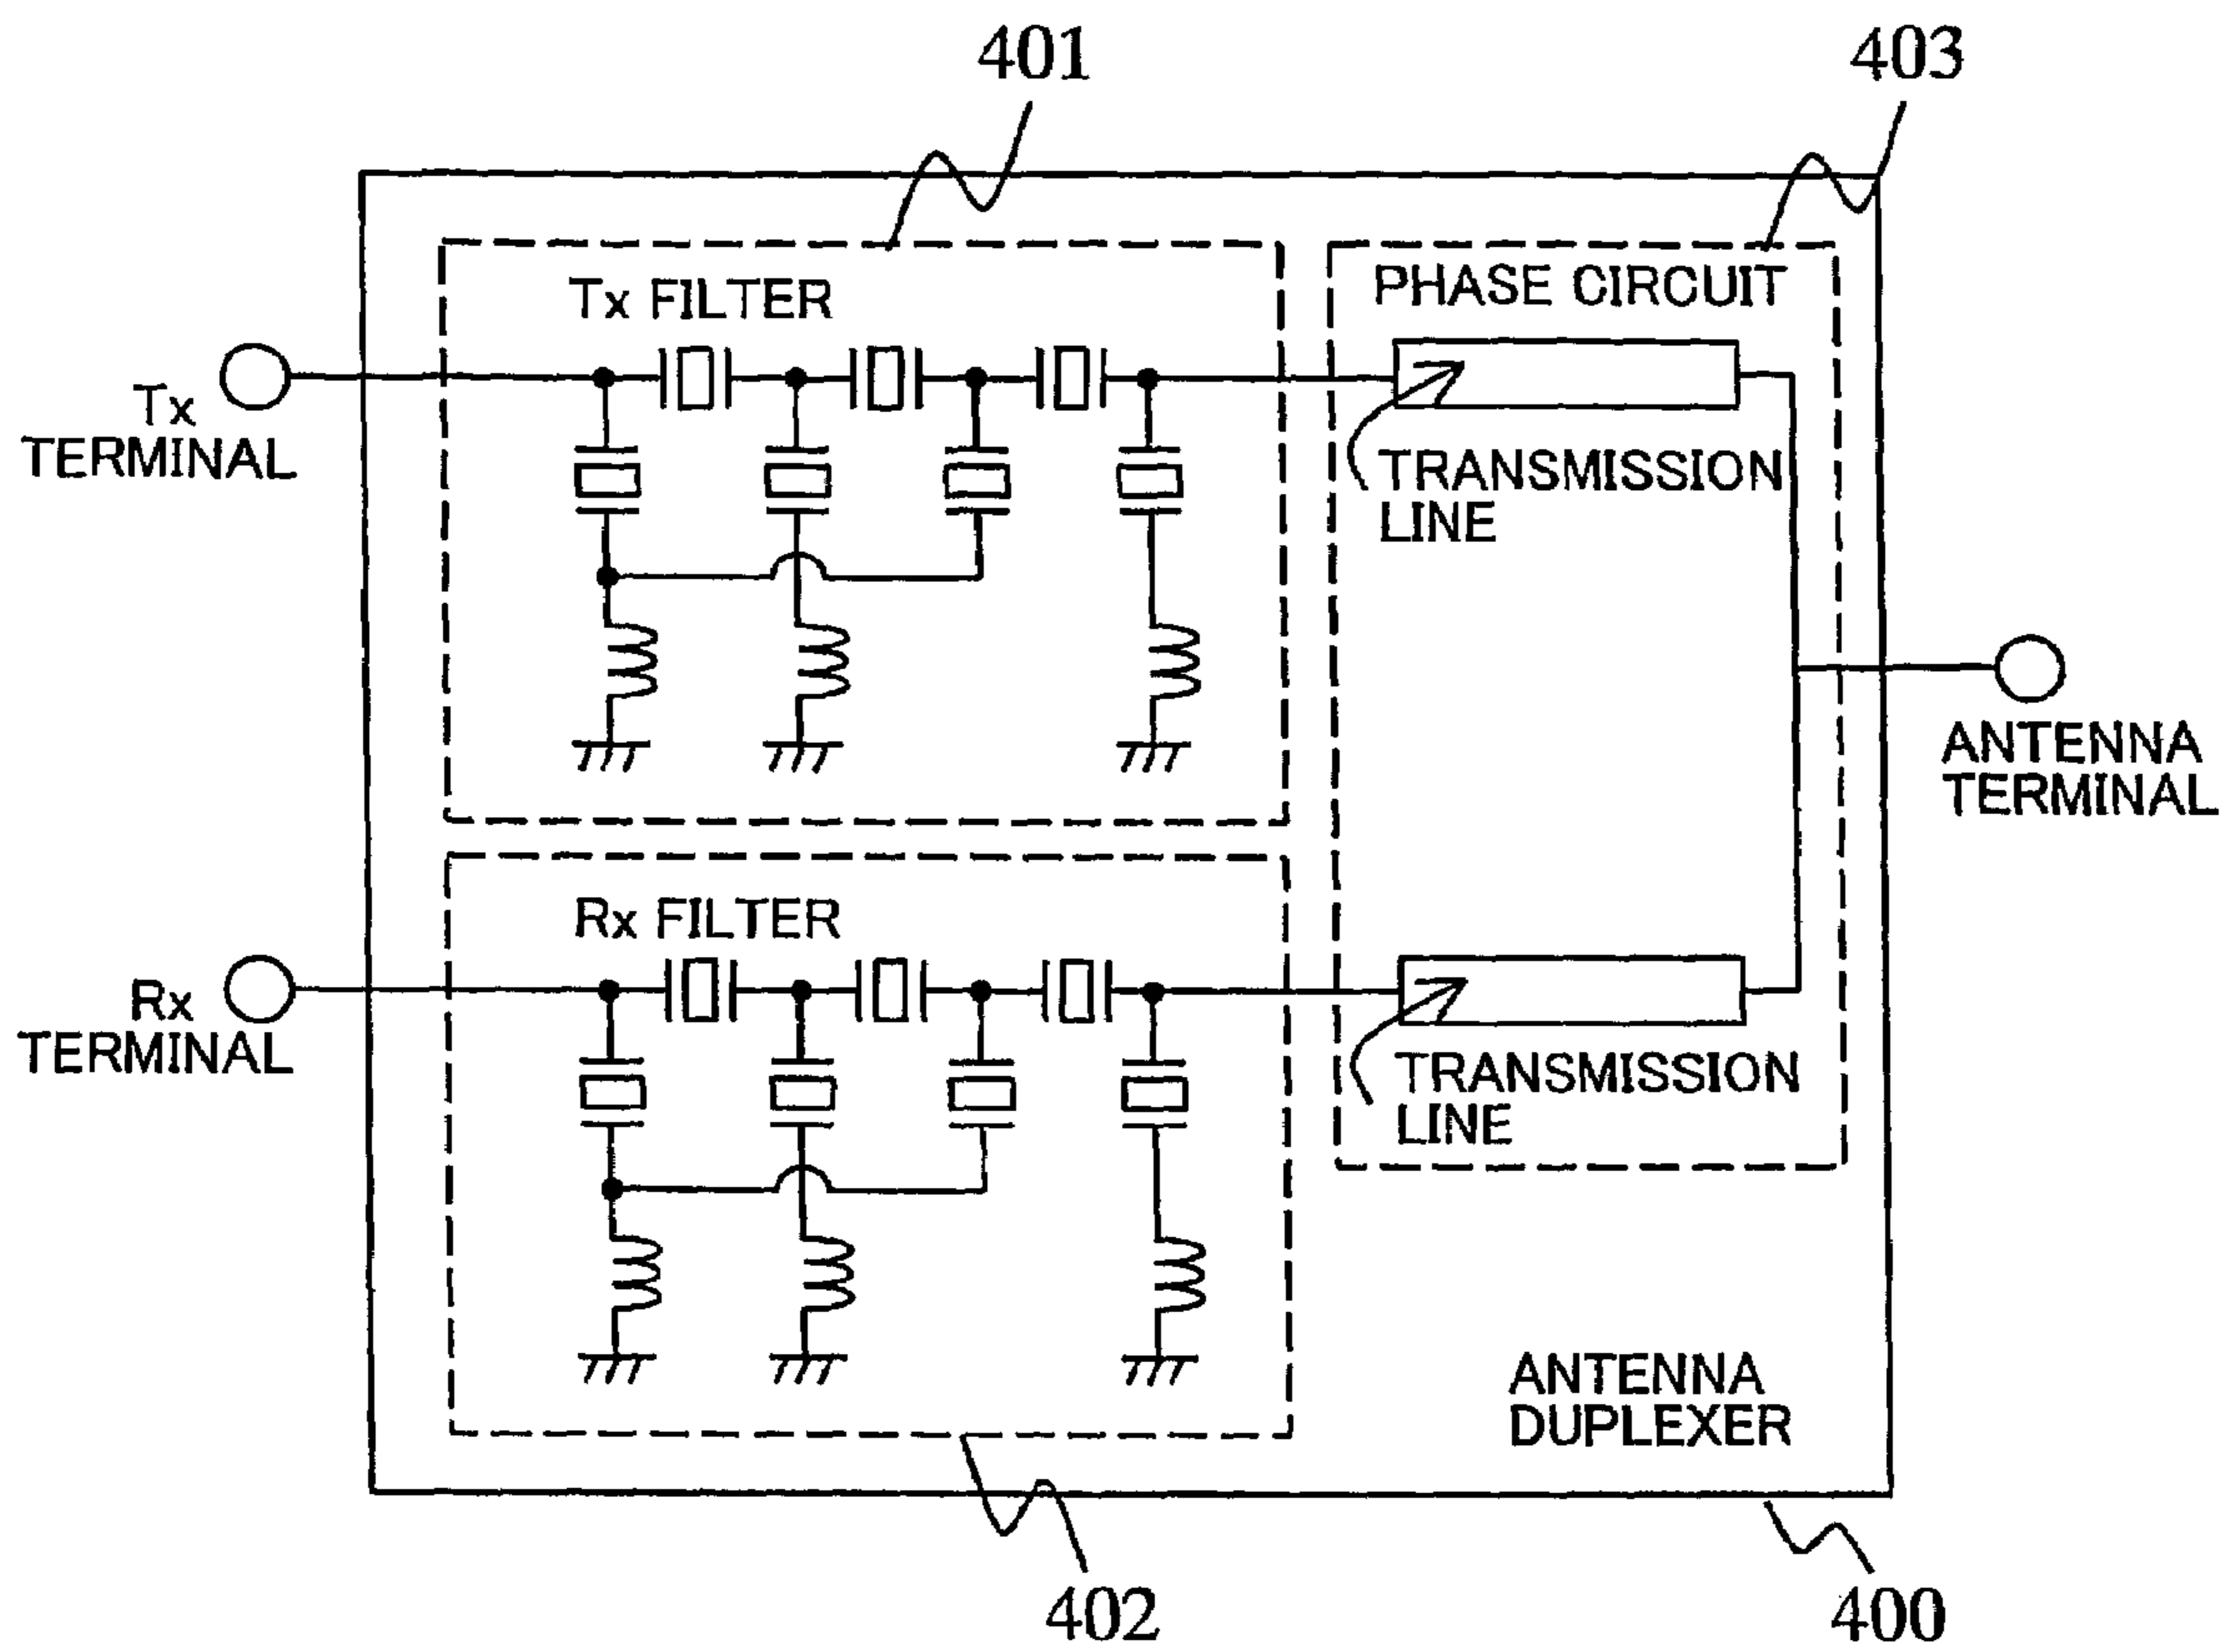 401
403
Tx FILTER
PHASE CIRCUIT
Tx
TERMINAL
TRANSMISSION
LINE
ANTENNA
TERMINAL
Rx FILTER
Rx
TERMINAL
TRANSMISSION
LINE
ANTENNA
DUPLEXER
402
400